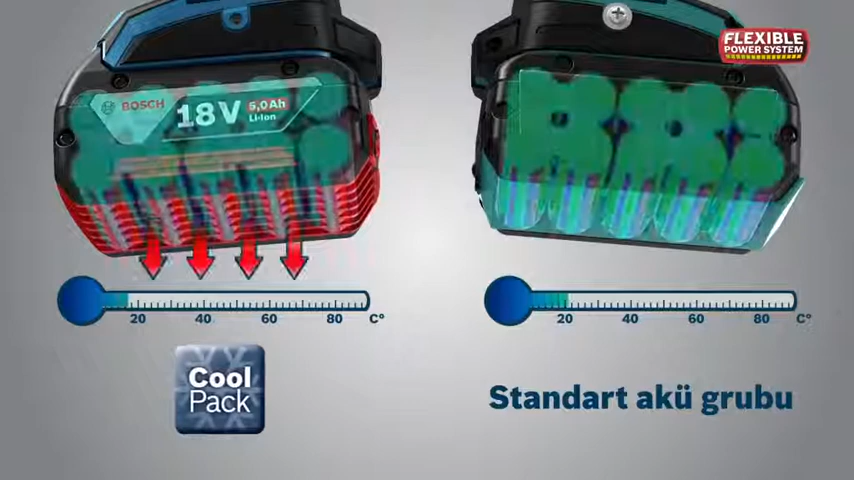 FLEXIBLE
POWER SYSTEM
BOSCH
18V 5,0Ah
Li-Ion
20 40 60 80 C°
20 40 60 80 C°
Cool
Pack
Standart akü grubu